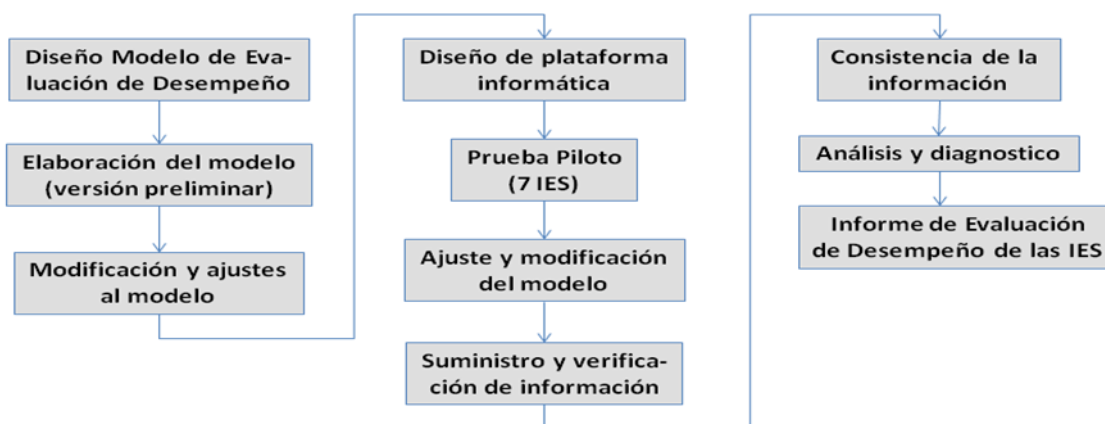 Diseño Modelo de Eva-
luación de Desempeño
Elaboración del modelo
(versión preliminar)
Modificación y ajustes
al modelo
Diseño de plataforma
informática
Prueba Piloto
(7 IES)
Ajuste y modificación
del modelo
Suministro y verifica-
ción de información
Consistencia de la
información
Análisis y diagnostico
Informe de Evaluación
de Desempeño de las IES